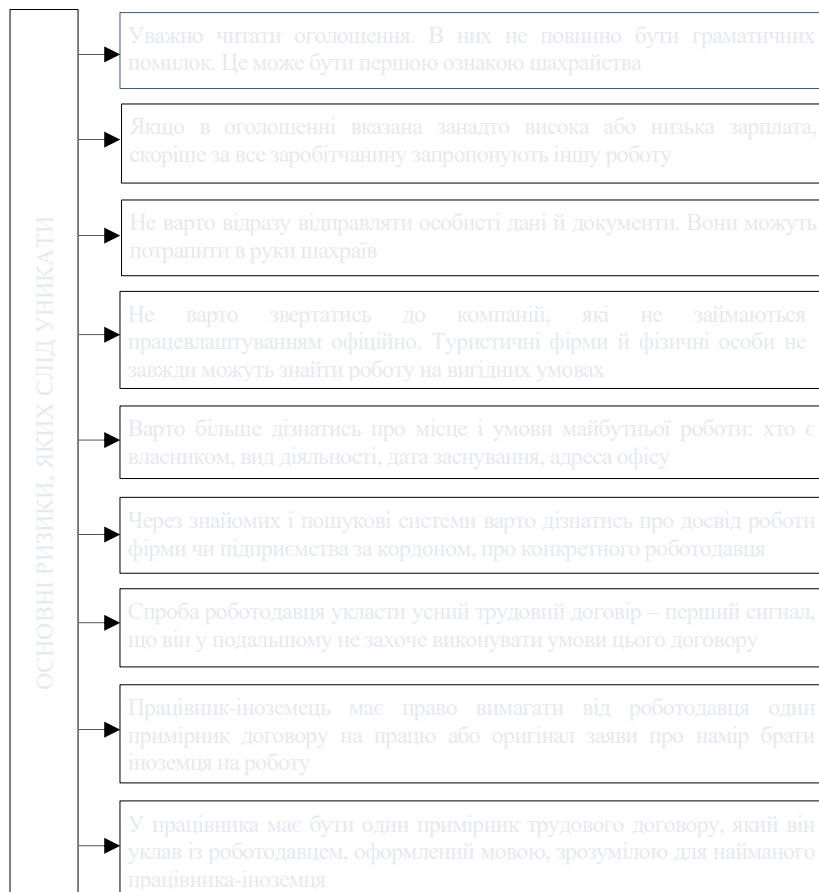 ОСНОВНІ РИЗИКИ, ЯКИХ СЛІД УНИКАТИ
Уважно читати оголошення. В них не повинно бути граматичних
помилок. Це може бути першою ознакою шахрайства
Якщо в оголошенні вказана занадто висока або низька зарплата,
скоріше за все заробітчанину запропонують іншу роботу
Не варто відразу відправляти особисті дані й документи. Вони можуть
потрапити в руки шахраїв
Не варто звертатись до компаній, які не займаються
працевлаштуванням офіційно. Туристичні фірми й фізичні особи не
завжди можуть знайти роботу на вигідних умовах
Варто більше дізнатись про місце і умови майбутньої роботи: хто є
власником, вид діяльності, дата заснування, адреса офісу
Через знайомих і пошукові системи варто дізнатись про досвід роботи
фірми чи підприємства за кордоном, про конкретного роботодавця
Спроба роботодавця укласти усний трудовий договір – перший сигнал,
що він у подальшому не захоче виконувати умови цього договору
Працівник-іноземець має право вимагати від роботодавця один
примірник договору на працю або оригінал заяви про намір брати
іноземця на роботу
У працівника має бути один примірник трудового договору, який він
уклав із роботодавцем, оформлений мовою, зрозумілою для найманого
працівника-іноземця